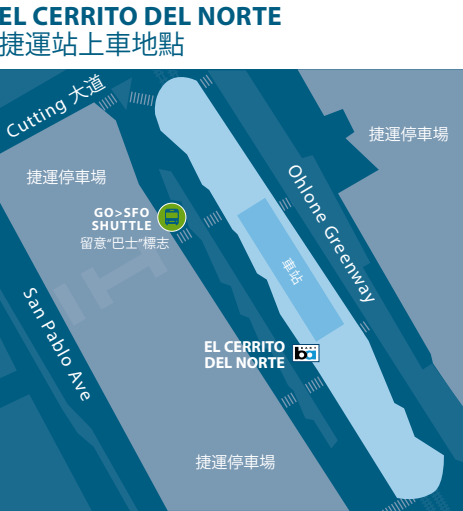 EL CERRITO DEL NORTE
捷運站上車地點
Cutting 大道
捷運停車場
捷運停車場
Ohlone Greenway
GO>SFO
SHUTTLE
留意“巴士”標志
車站
San Pablo Ave
EL CERRITO
DEL NORTE
ba
捷運停車場